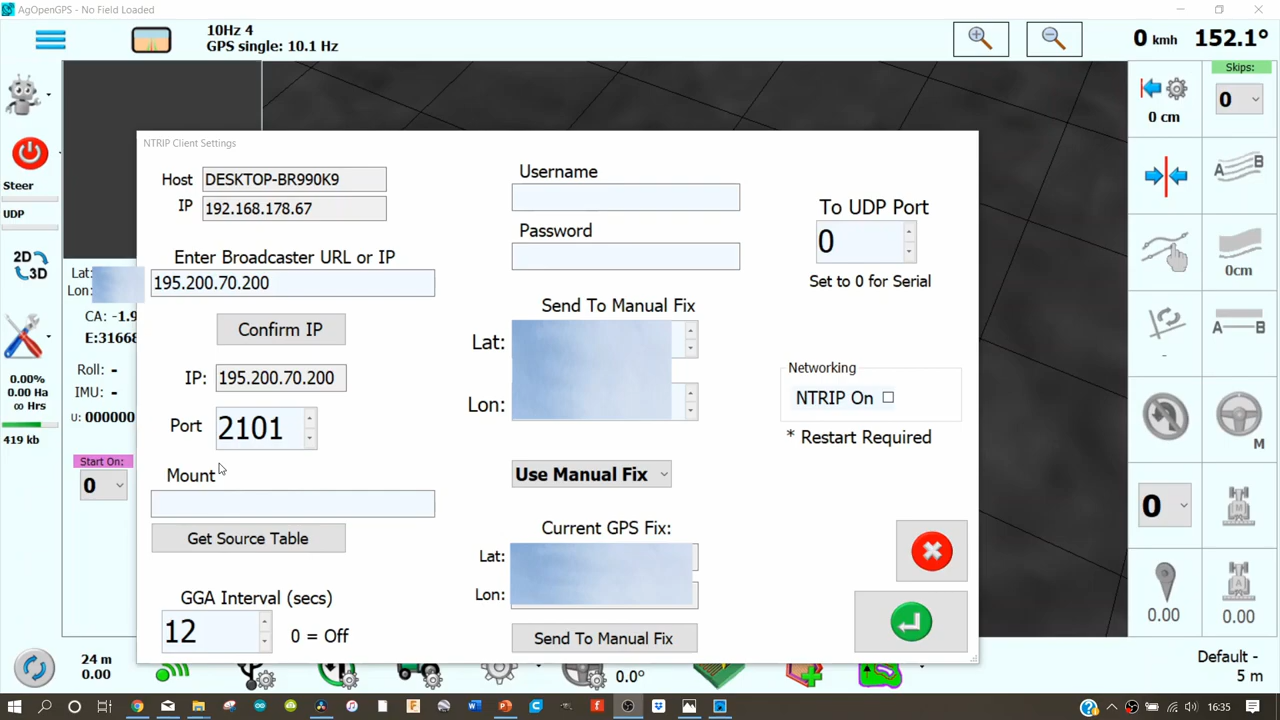 AgOpenGPS - No Field Loaded
10Hz 4
GPS single: 10.1 Hz
0 kmh 152.1°
Skips:
0
0 cm
Steer
UDP
2D
3D
Lat:
Lon:
CA: -1.9
E:31668
Roll: -
IMU: -
U: 000000
0.00%
0.00 Ha
∞ Hrs
419 kb
Start On:
0
NTRIP Client Settings
Host DESKTOP-BR990K9
IP 192.168.178.67
Enter Broadcaster URL or IP
195.200.70.200
Confirm IP
IP: 195.200.70.200
Port 2101
Mount
Get Source Table
GGA Interval (secs)
12 0 = Off
Username
Password
Send To Manual Fix
Lat:
Lon:
Use Manual Fix
Current GPS Fix:
Lat:
Lon:
Send To Manual Fix
To UDP Port
0
Set to 0 for Serial
Networking
NTRIP On
* Restart Required
A
B
0cm
A
B
-
M
0
M
A
0.00 0.00
24 m
0.00
0.0°
Default -
5 m
16:35